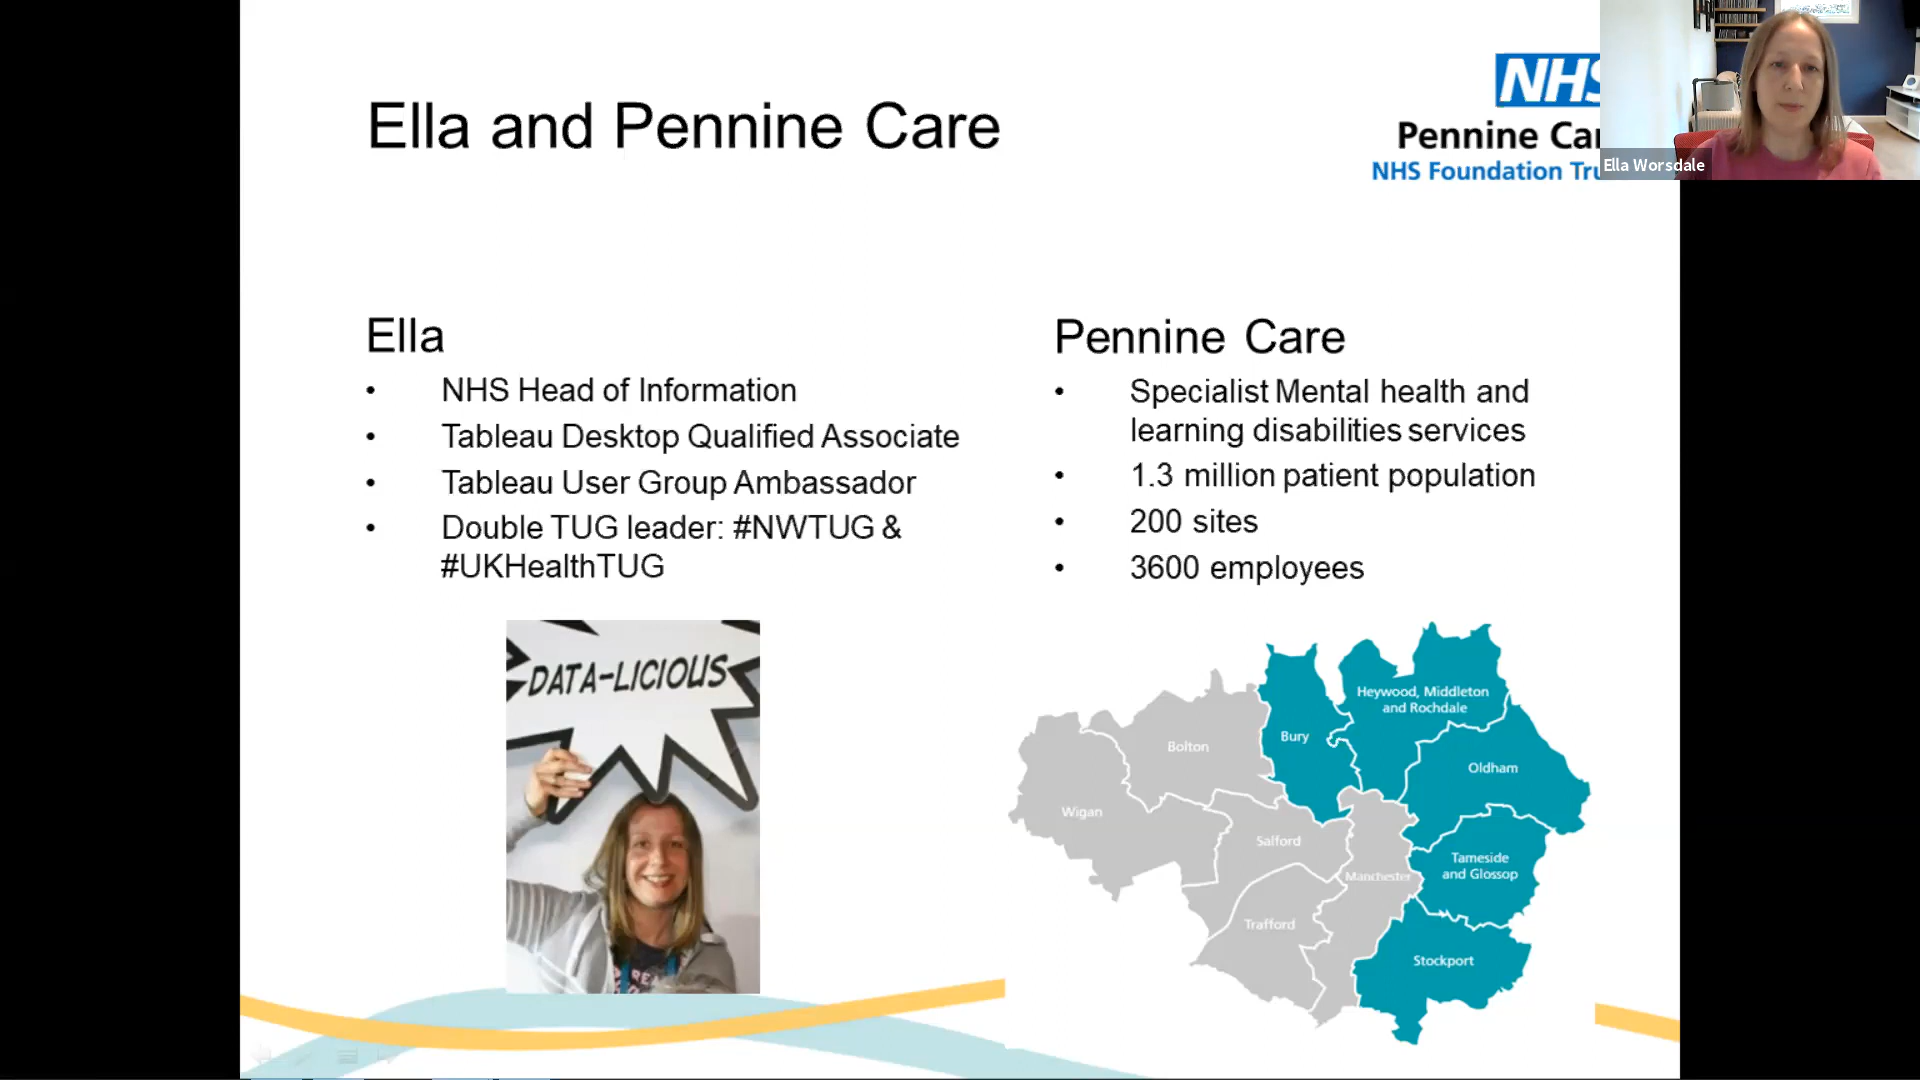 Ella and Pennine Care
NHS
Pennine Ca
NHS Foundation Tru
Ella Worsdale
Ella
• NHS Head of Information
• Tableau Desktop Qualified Associate
• Tableau User Group Ambassador
• Double TUG leader: #NWTUG &
#UKHealthTUG
Pennine Care
• Specialist Mental health and
learning disabilities services
• 1.3 million patient population
• 200 sites
• 3600 employees
DATA-LICIOUS
Heywood, Middleton
and Rochdale
Bury
Bolton
Oldham
Wigan
Salford
Tameside
and Glossop
Manchester
Trafford
Stockport